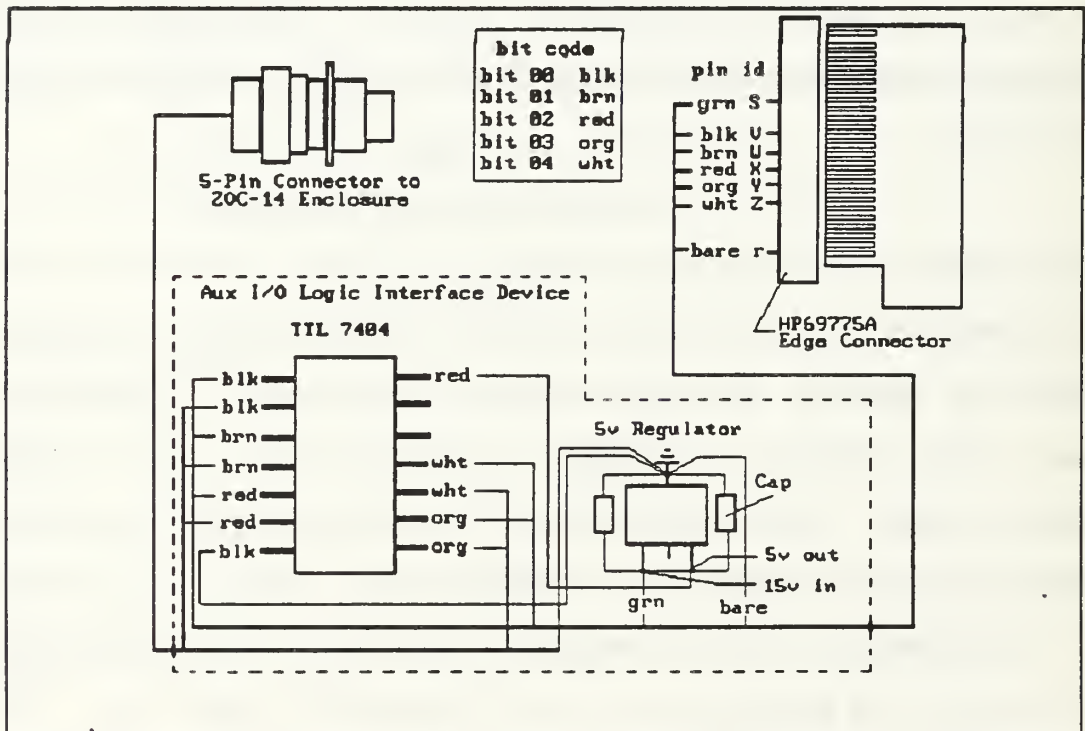 bit code
bit 00 blk
bit 01 brn
bit 02 red
bit 03 org
bit 04 wht
5-Pin Connector to
20C-14 Enclosure
pin id
grn S
blk V
brn W
red X
org Y
wht Z
bare r
HP69775A
Edge Connector
Aux I/O Logic Interface Device
TTL 7404
blk
blk
brn
brn
red
red
blk
red
wht
wht
org
org
5v Regulator
Cap
5v out
15v in
grn
bare